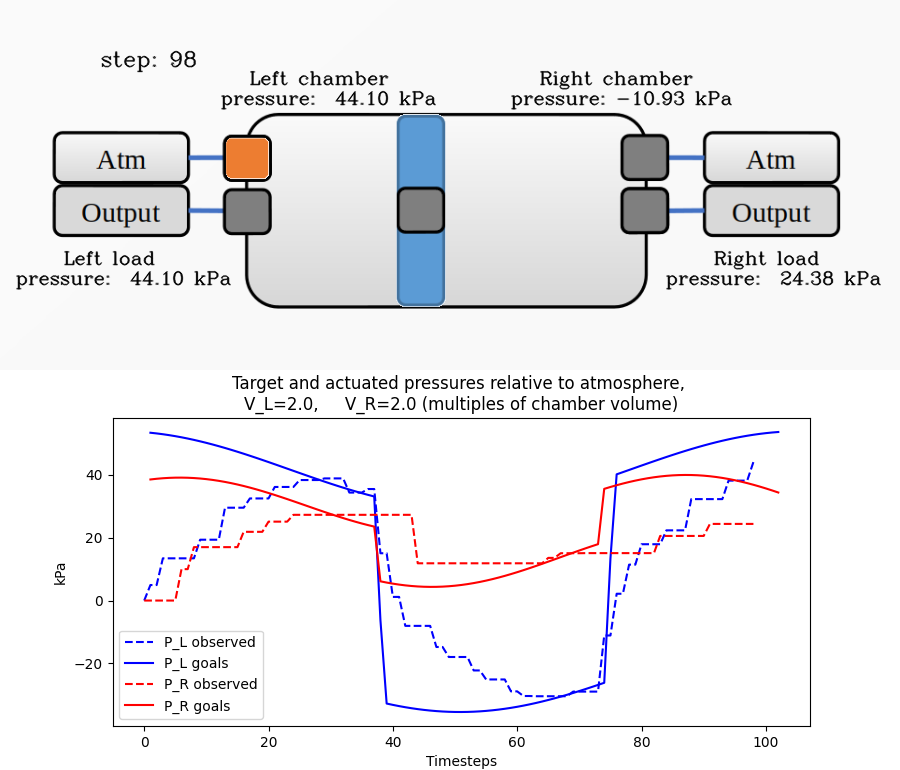 step: 98
Left chamber
pressure: 44.10 kPa
Right chamber
pressure: −10.93 kPa
Atm
Output
Atm
Output
Left load
pressure: 44.10 kPa
Right load
pressure: 24.38 kPa
Target and actuated pressures relative to atmosphere,
V_L=2.0, V_R=2.0 (multiples of chamber volume)
kPa
40
20
0
−20
P_L observed
P_L goals
P_R observed
P_R goals
0 20 40 60 80 100
Timesteps